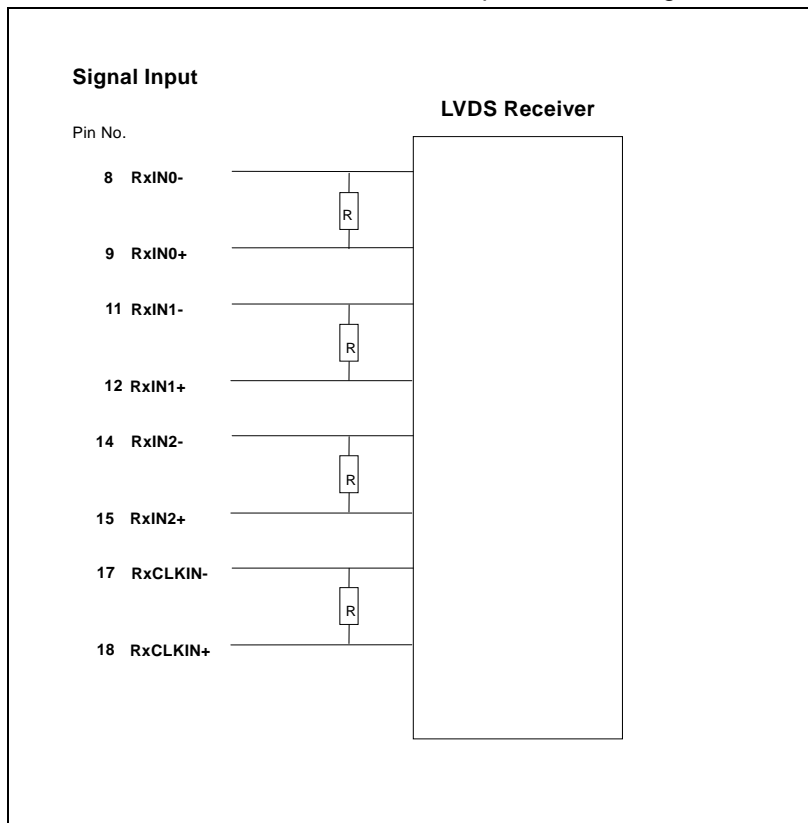 Signal Input
LVDS Receiver
Pin No.
8 RxIN0-
R
9 RxIN0+
11 RxIN1-
R
12 RxIN1+
14 RxIN2-
R
15 RxIN2+
17 RxCLKIN-
R
18 RxCLKIN+